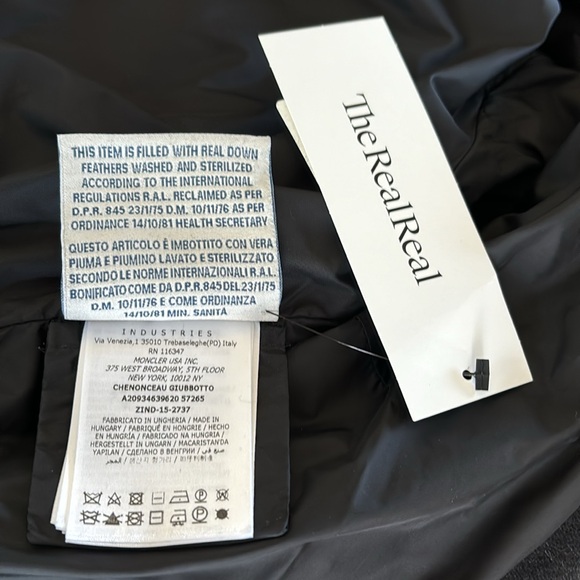 THIS ITEM IS FILLED WITH REAL DOWN
FEATHERS WASHED AND STERILIZED
ACCORDING TO THE INTERNATIONAL
REGULATIONS R.A.L. RECLAIMED AS PER
D.P.R. 845 23/1/75 D.M. 10/11/76 AS PER
ORDINANCE 14/10/81 HEALTH SECRETARY
QUESTO ARTICOLO È IMBOTTITO CON VERA
PIUMA E PIUMINO LAVATO E STERILIZZATO
SECONDO LE NORME INTERNAZIONALI R.A.L.
BONIFICATO COME DA D.P.R. 845 DEL 23/1/75
D.M. 10/11/76 E COME ORDINANZA
14/10/81 MIN. SANITÀ
INDUSTRIES
Via Venezia,1 35010 Trebaseleghe(PD) Italy
RN 116347
MONCLER USA INC.
375 WEST BROADWAY, 5TH FLOOR
NEW YORK, 10012 NY
CHENONCEAU GIUBBOTTO
A20934639620 57265
ZIND-15-2737
FABBRICATO IN UNGHERIA / MADE IN
HUNGARY / FABRIQUÉ EN HONGRIE / HECHO
EN HUNGRÍA / FABRICADO NA HUNGRIA /
HERGESTELLT IN UNGARN / MACARISTAN'DA
YAPILAN / СДЕЛАНО В ВЕНГРИИ /
TheRealReal